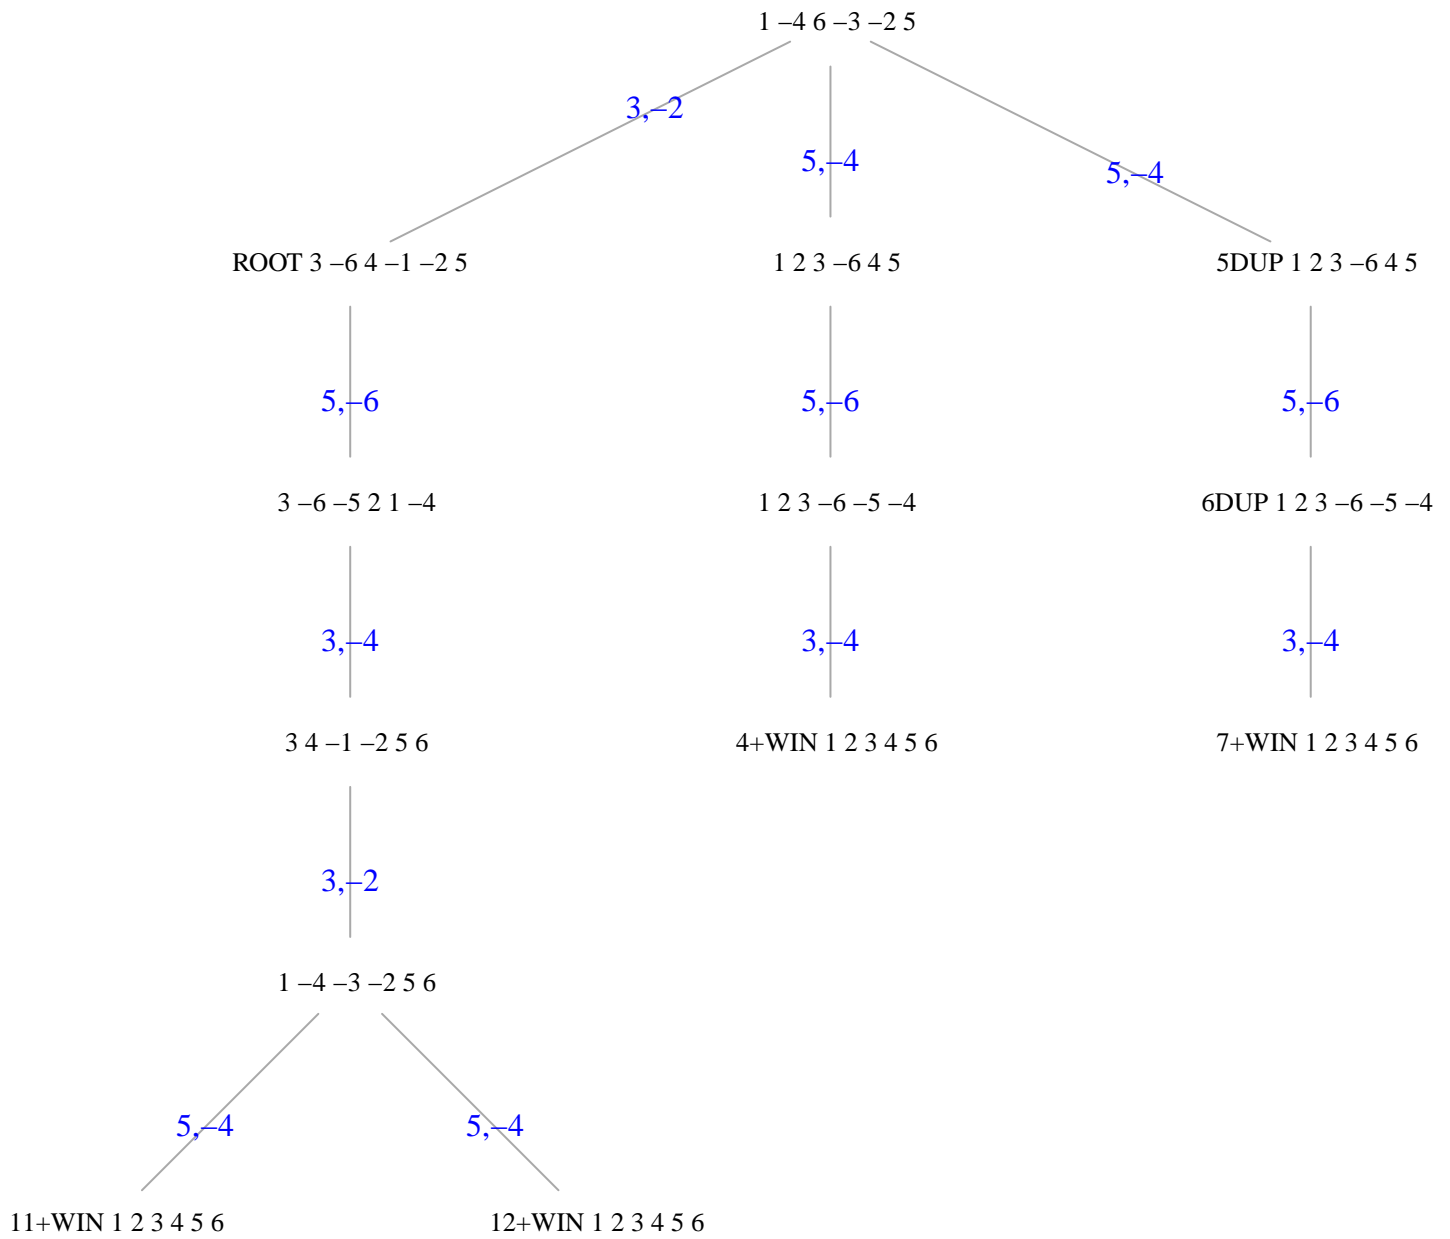 1 –4 6 –3 –2 5
3,–2
5,–4
5,–4
ROOT 3 –6 4 –1 –2 5
1 2 3 –6 4 5
5DUP 1 2 3 –6 4 5
5,–6
5,–6
5,–6
3 –6 –5 2 1 –4
1 2 3 –6 –5 –4
6DUP 1 2 3 –6 –5 –4
3,–4
3,–4
3,–4
3 4 –1 –2 5 6
4+WIN 1 2 3 4 5 6
7+WIN 1 2 3 4 5 6
3,–2
1 –4 –3 –2 5 6
5,–4
5,–4
11+WIN 1 2 3 4 5 6
12+WIN 1 2 3 4 5 6